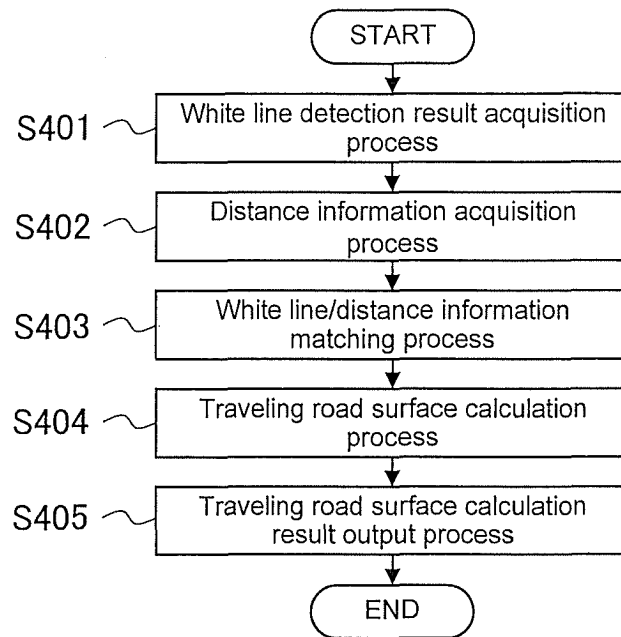 START
S401
White line detection result acquisition
process
S402
Distance information acquisition
process
S403
White line/distance information
matching process
S404
Traveling road surface calculation
process
S405
Traveling road surface calculation
result output process
END